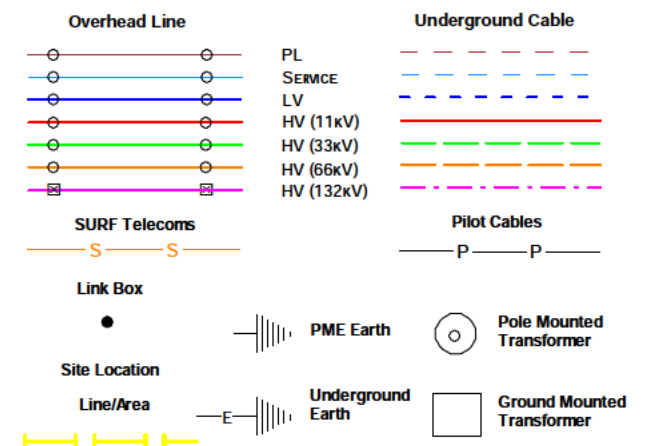 Overhead Line
Underground Cable
PL
SERVICE
LV
HV (11KV)
HV (33KV)
HV (66KV)
HV (132KV)
SURF Telecoms
S S
Pilot Cables
P P
Link Box
PME Earth
Pole Mounted
Transformer
Site Location
Line/Area
E
Underground
Earth
Ground Mounted
Transformer